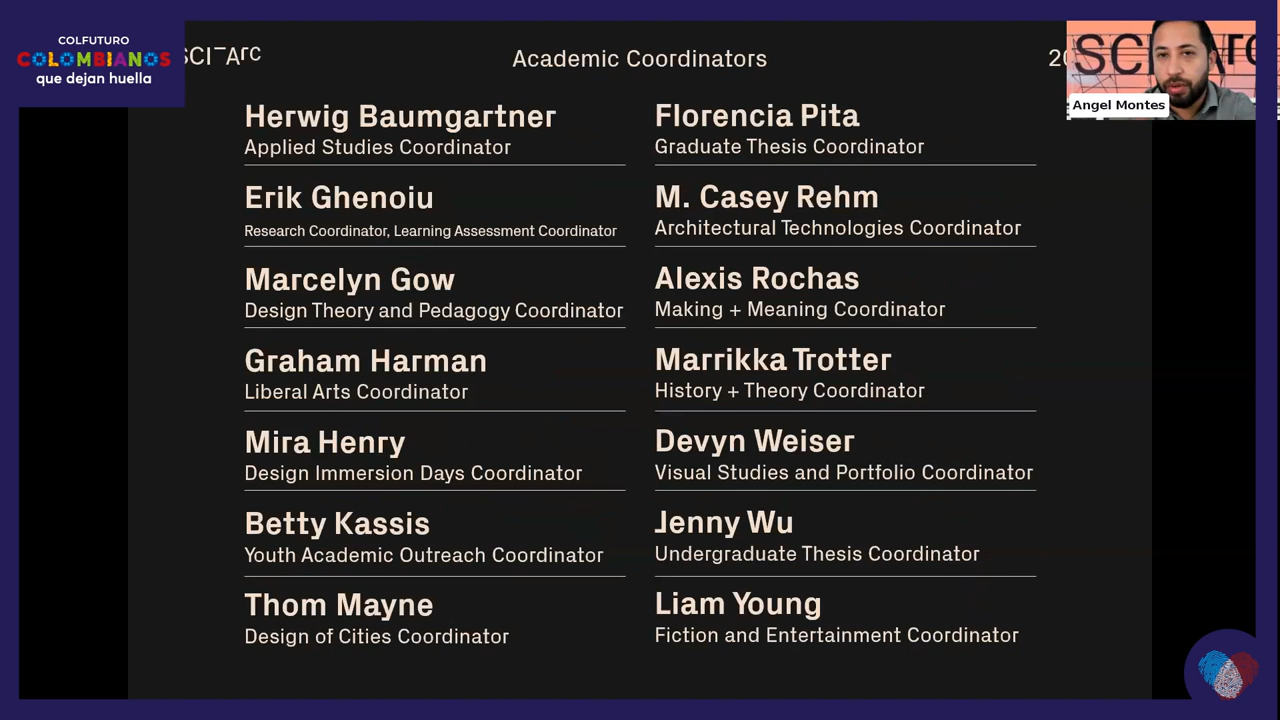 COLFUTURO
COLOMBIANOS
que dejan huella
SCI-Arc
Academic Coordinators
SCI
Angel Montes
Herwig Baumgartner
Applied Studies Coordinator
Erik Ghenoiu
Research Coordinator, Learning Assessment Coordinator
Marcelyn Gow
Design Theory and Pedagogy Coordinator
Graham Harman
Liberal Arts Coordinator
Mira Henry
Design Immersion Days Coordinator
Betty Kassis
Youth Academic Outreach Coordinator
Thom Mayne
Design of Cities Coordinator
Florencia Pita
Graduate Thesis Coordinator
M. Casey Rehm
Architectural Technologies Coordinator
Alexis Rochas
Making + Meaning Coordinator
Marrikka Trotter
History + Theory Coordinator
Devyn Weiser
Visual Studies and Portfolio Coordinator
Jenny Wu
Undergraduate Thesis Coordinator
Liam Young
Fiction and Entertainment Coordinator